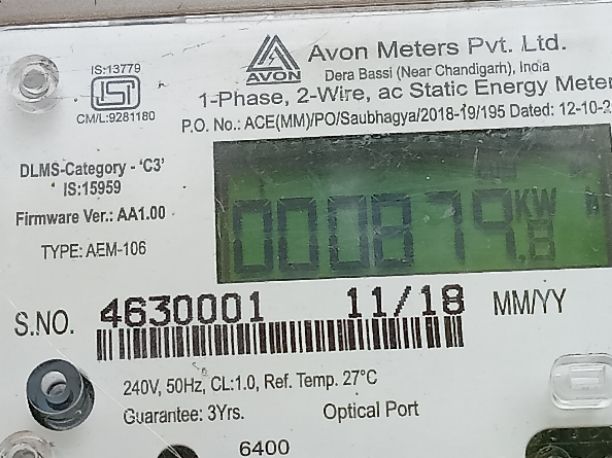 IS:13779
CM/L:9281180
AVON
Avon Meters Pvt. Ltd.
Dera Bassi (Near Chandigarh), India
1-Phase, 2-Wire, ac Static Energy Meter
P.O. No.: ACE(MM)/PO/Saubhagya/2018-19/195 Dated: 12-10-2
DLMS-Category - 'C3'
IS:15959
Firmware Ver.: AA1.00
TYPE: AEM-106
000879.8 KW h
S.NO. 4630001 11/18 MM/YY
240V, 50Hz, CL:1.0, Ref. Temp. 27°C
Guarantee: 3Yrs. Optical Port
6400